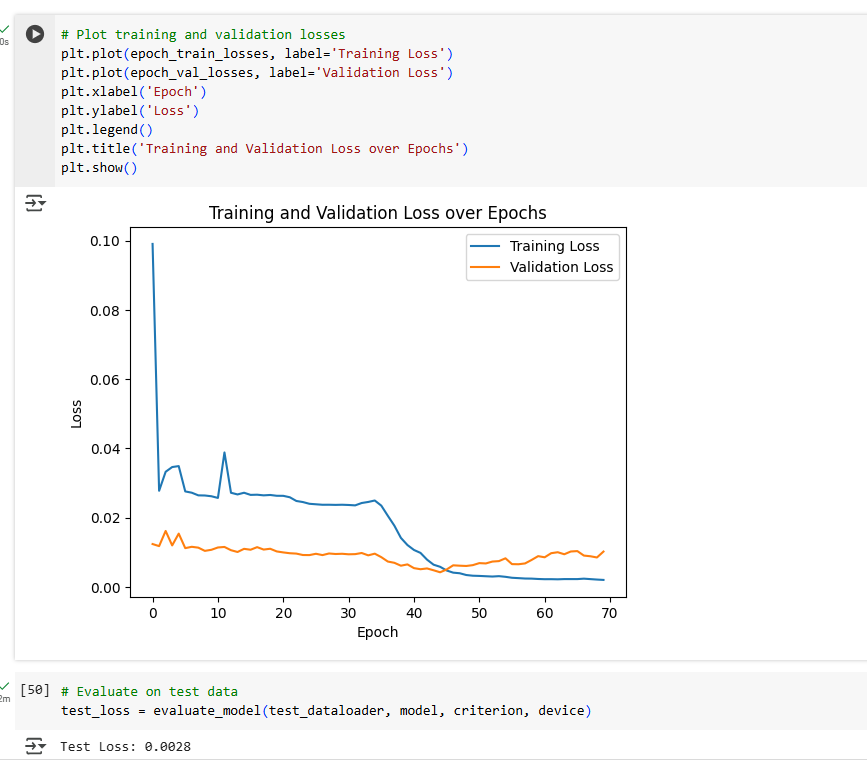 # Plot training and validation losses
0s
plt.plot(epoch_train_losses, label='Training Loss')
plt.plot(epoch_val_losses, label='Validation Loss')
plt.xlabel('Epoch')
plt.ylabel('Loss')
plt.legend()
plt.title('Training and Validation Loss over Epochs')
plt.show()
Training and Validation Loss over Epochs
Training Loss
Validation Loss
0.10
0.08
0.06
0.04
0.02
0.00
Loss
0 10 20 30 40 50 60 70
Epoch
[50] # Evaluate on test data
2m
test_loss = evaluate_model(test_dataloader, model, criterion, device)
Test Loss: 0.0028